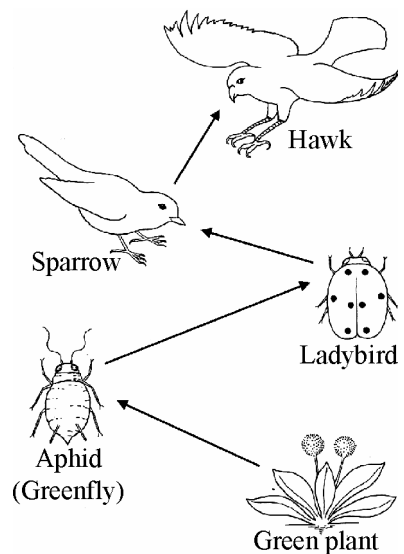 Hawk
Sparrow
Ladybird
Aphid
(Greenfly)
Green plant